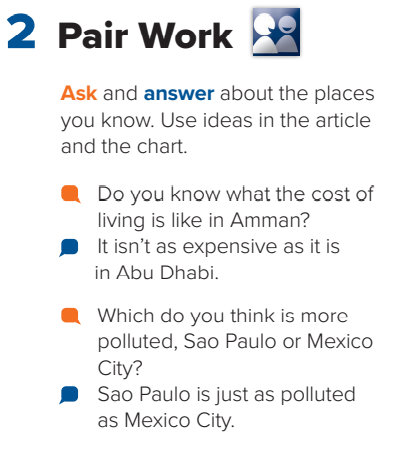 2 Pair Work
Ask and answer about the places
you know. Use ideas in the article
and the chart.
Do you know what the cost of
living is like in Amman?
It isn't as expensive as it is
in Abu Dhabi.
Which do you think is more
polluted, Sao Paulo or Mexico
City?
Sao Paulo is just as polluted
as Mexico City.